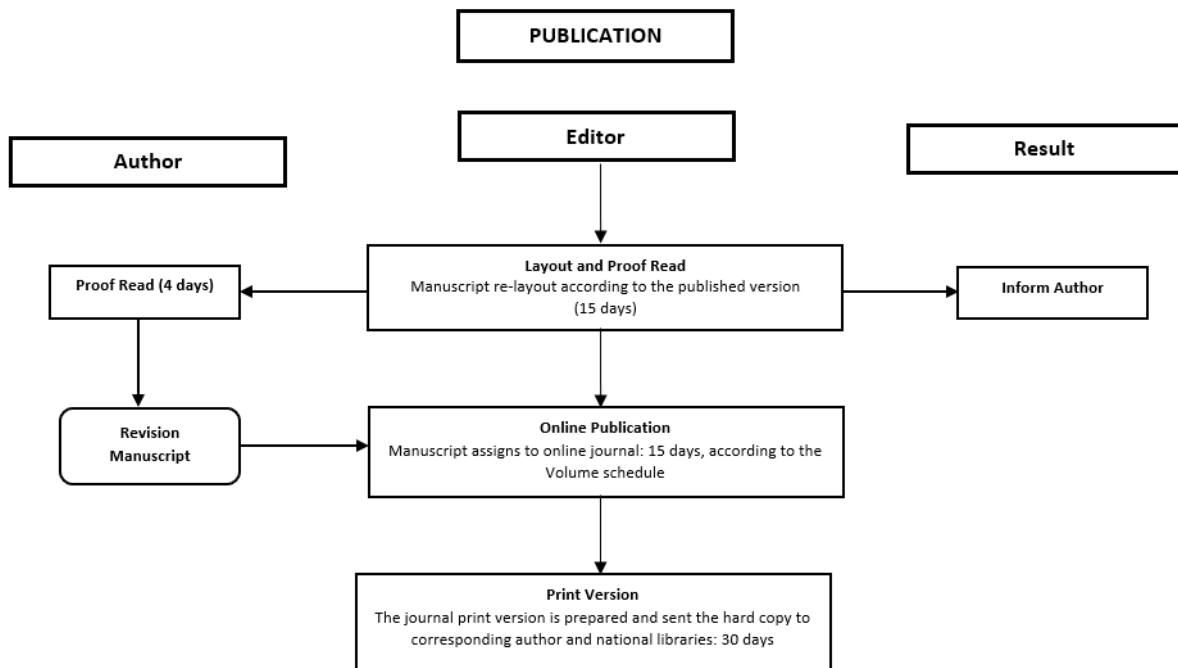 PUBLICATION
Editor
Author
Result
Layout and Proof Read
Manuscript re-layout according to the published version
(15 days)
Proof Read (4 days)
Inform Author
Revision
Manuscript
Online Publication
Manuscript assigns to online journal: 15 days, according to the
Volume schedule
Print Version
The journal print version is prepared and sent the hard copy to
corresponding author and national libraries: 30 days